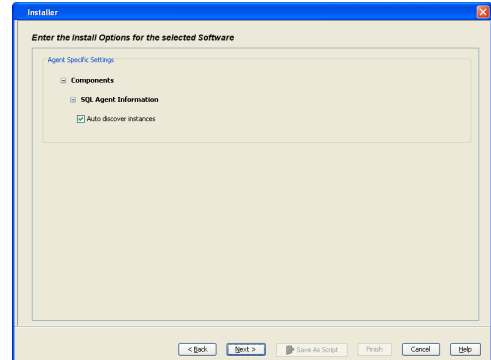 Installer
Enter the Install Options for the selected Software
Agent Specific Settings
Components
SQL Agent Information
Auto discover instances
< Back Next > Save As Script Finish Cancel Help